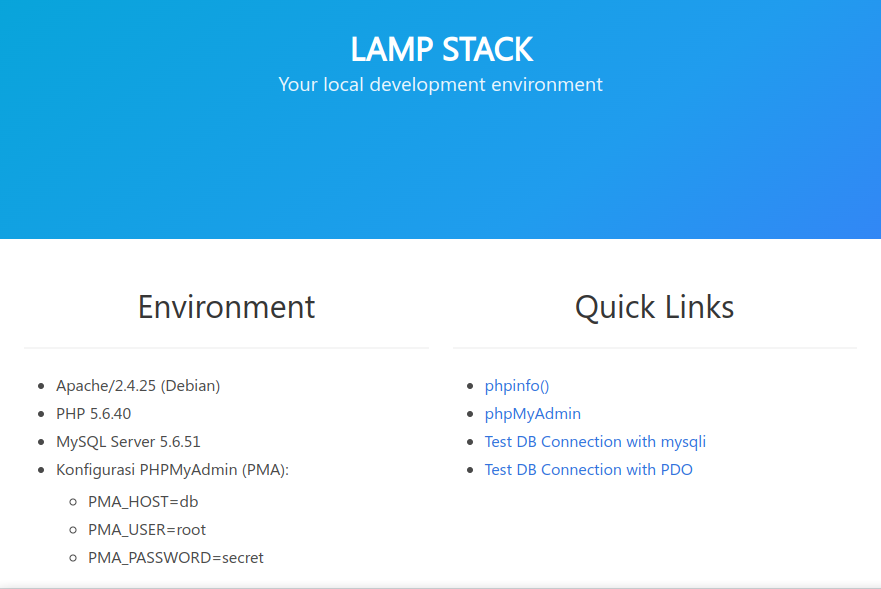 LAMP STACK
Your local development environment
Environment
Apache/2.4.25 (Debian)
PHP 5.6.40
MySQL Server 5.6.51
Konfigurasi PHPMyAdmin (PMA):
PMA_HOST=db
PMA_USER=root
PMA_PASSWORD=secret
Quick Links
phpinfo()
phpMyAdmin
Test DB Connection with mysqli
Test DB Connection with PDO